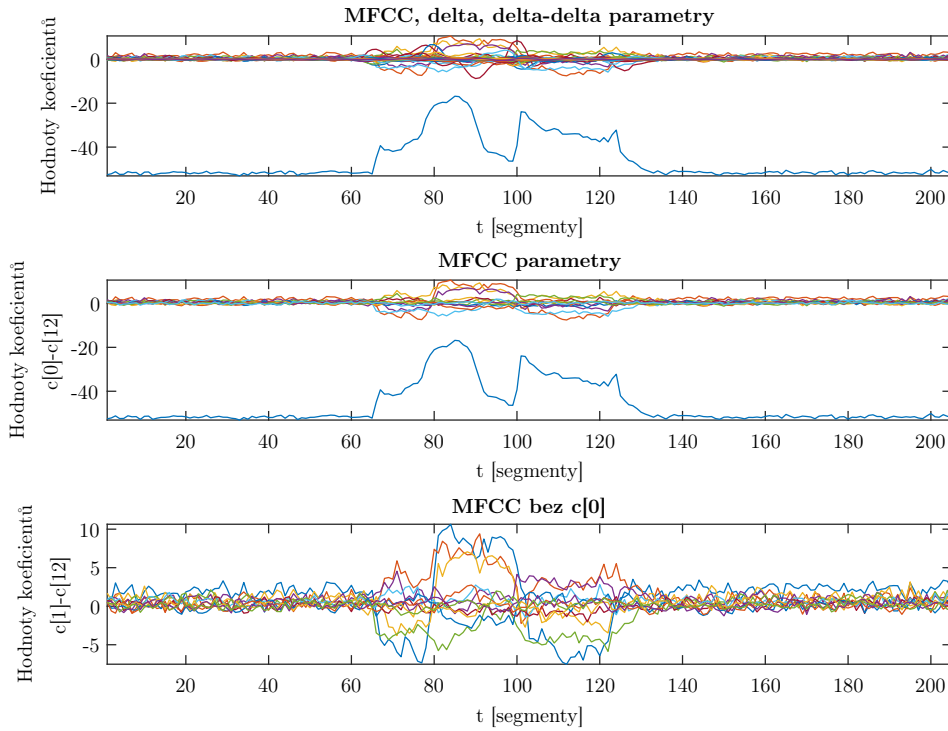 MFCC, delta, delta-delta parametry
Hodnoty koeficientů
0
-20
-40
20 40 60 80 100 120 140 160 180 200
t [segmenty]
MFCC parametry
Hodnoty koeficientů
c[0]-c[12]
0
-20
-40
20 40 60 80 100 120 140 160 180 200
t [segmenty]
MFCC bez c[0]
Hodnoty koeficientů
c[1]-c[12]
10
5
0
-5
20 40 60 80 100 120 140 160 180 200
t [segmenty]